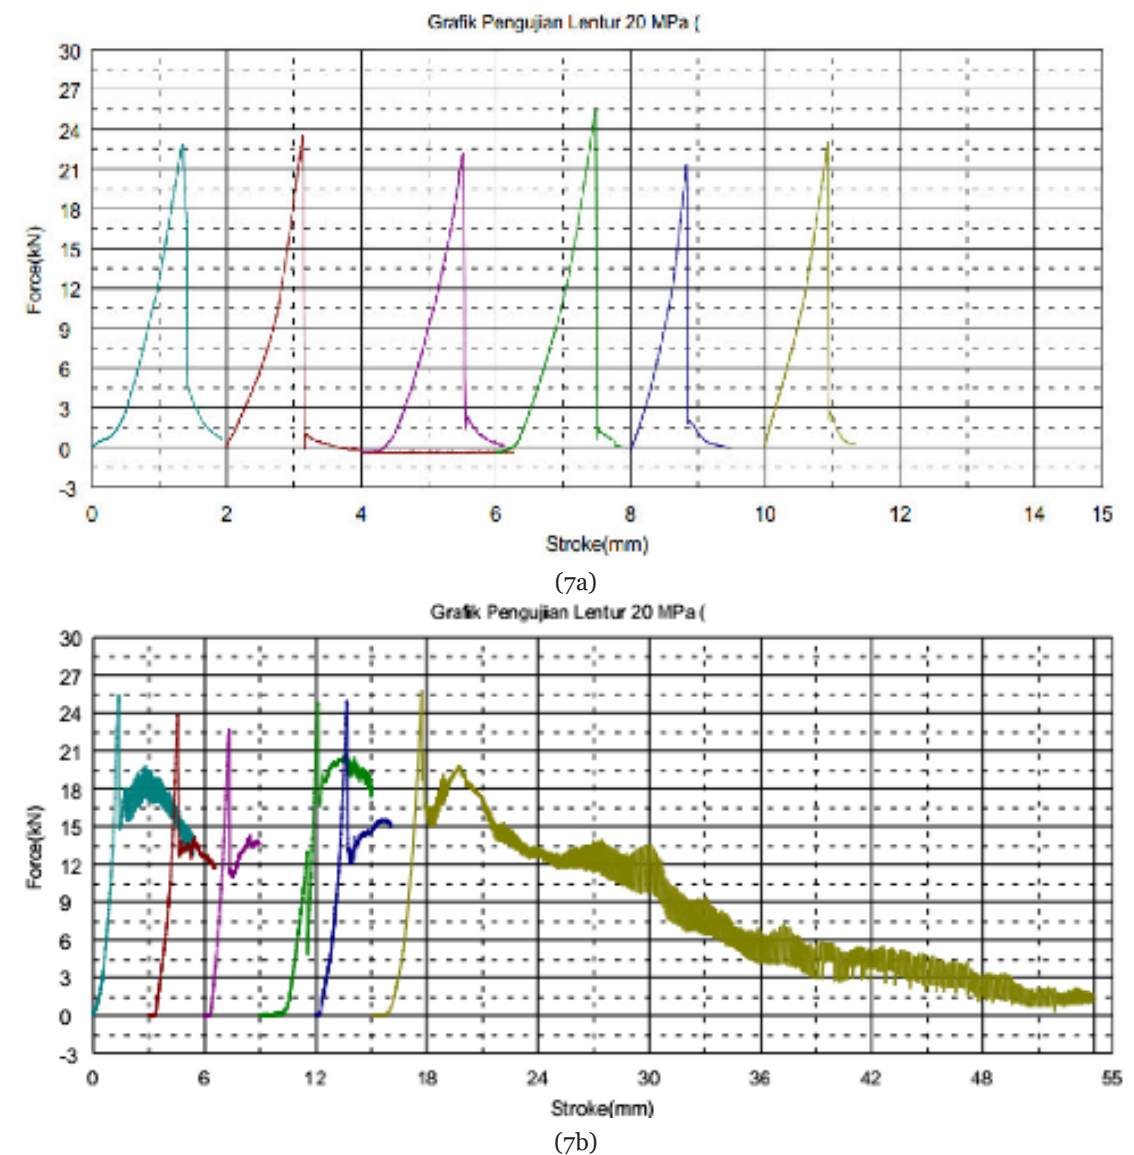 Grafik Pengujian Lentur 20 MPa (
30
27
24
21
18
15
12
9
6
3
0
-3
Force(kN)
0 2 4 6 8 10 12 14 15
Stroke(mm)
(7a)
Grafik Pengujian Lentur 20 MPa (
30
27
24
21
18
15
12
9
6
3
0
-3
Force(kN)
0 6 12 18 24 30 36 42 48 55
Stroke(mm)
(7b)